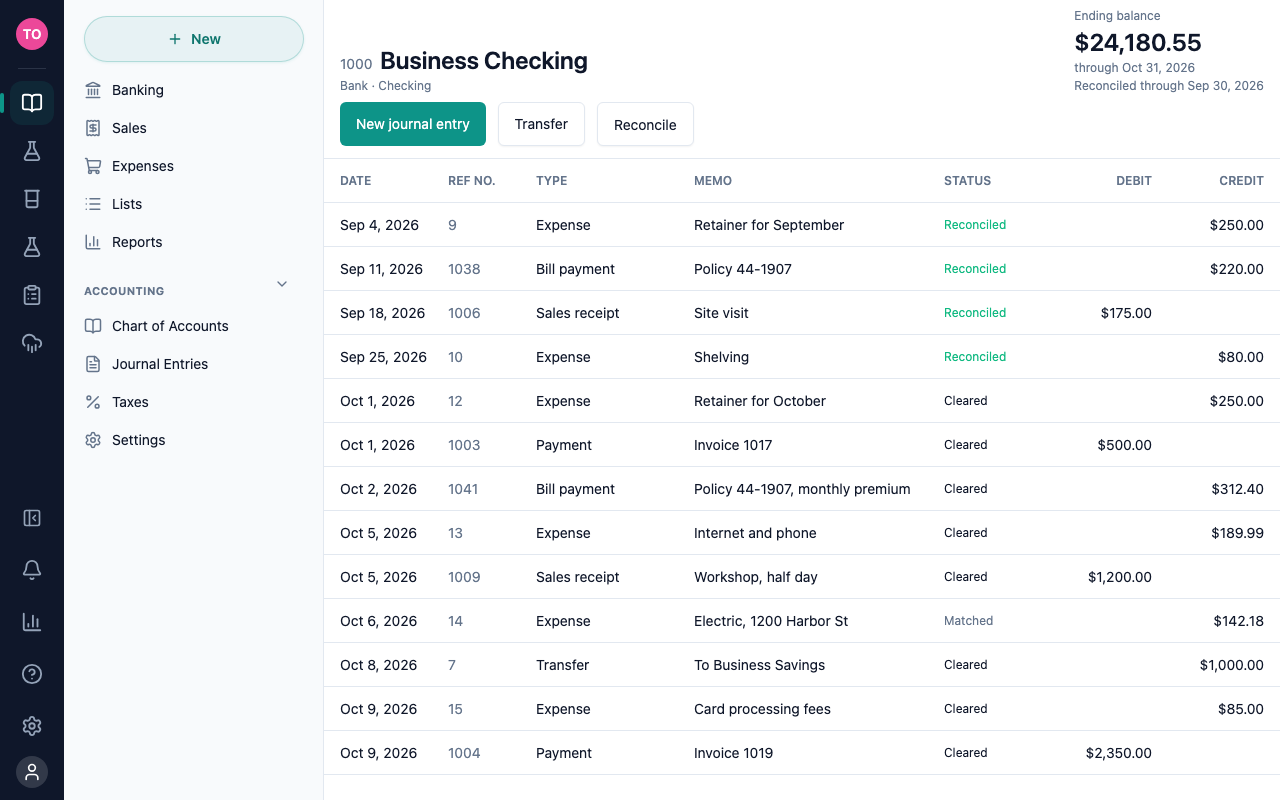 TO
New
Banking
Sales
Expenses
Lists
Reports
ACCOUNTING
Chart of Accounts
Journal Entries
Taxes
Settings
1000 Business Checking
Bank · Checking
Ending balance
$24,180.55
through Oct 31, 2026
Reconciled through Sep 30, 2026
New journal entry Transfer Reconcile
DATE REF NO. TYPE MEMO STATUS DEBIT CREDIT
Sep 4, 2026 9 Expense Retainer for September Reconciled $250.00
Sep 11, 2026 1038 Bill payment Policy 44-1907 Reconciled $220.00
Sep 18, 2026 1006 Sales receipt Site visit Reconciled $175.00
Sep 25, 2026 10 Expense Shelving Reconciled $80.00
Oct 1, 2026 12 Expense Retainer for October Cleared $250.00
Oct 1, 2026 1003 Payment Invoice 1017 Cleared $500.00
Oct 2, 2026 1041 Bill payment Policy 44-1907, monthly premium Cleared $312.40
Oct 5, 2026 13 Expense Internet and phone Cleared $189.99
Oct 5, 2026 1009 Sales receipt Workshop, half day Cleared $1,200.00
Oct 6, 2026 14 Expense Electric, 1200 Harbor St Matched $142.18
Oct 8, 2026 7 Transfer To Business Savings Cleared $1,000.00
Oct 9, 2026 15 Expense Card processing fees Cleared $85.00
Oct 9, 2026 1004 Payment Invoice 1019 Cleared $2,350.00